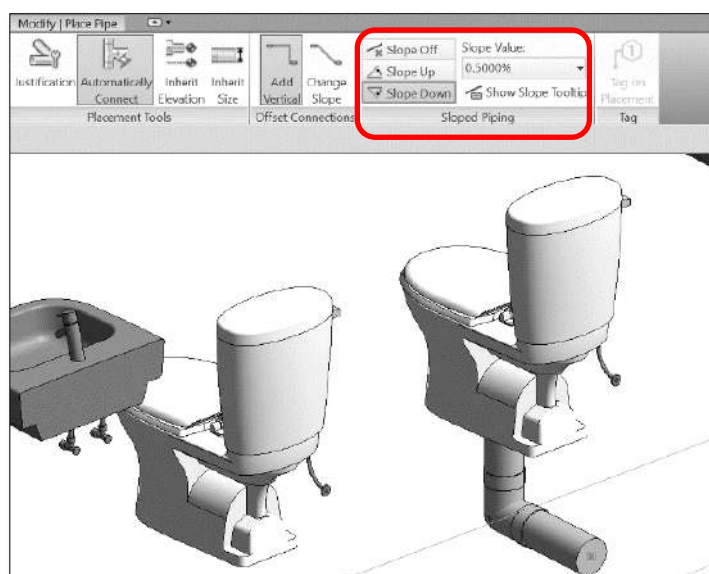 Modify | Place Pipe
Justification
Automatically
Connect
Inherit
Elevation
Inherit
Size
Placement Tools
Add
Vertical
Change
Slope
Offset Connections
Slope Off
Slope Up
Slope Down
Slope Value:
0.5000%
Show Slope Tooltip
Sloped Piping
1
Tag on
Placement
Tag